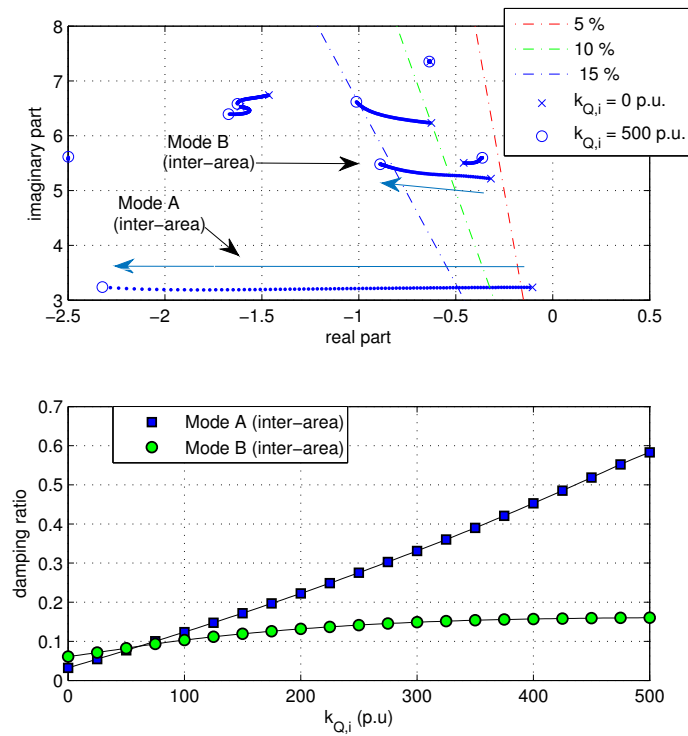 8
7
6
5
4
3
imaginary part
−2.5
−2
−1.5
−1
−0.5
0
0.5
real part
Mode B
(inter−area)
Mode A
(inter−area)
5 %
10 %
15 %
k_Q,i = 0 p.u.
k_Q,i = 500 p.u.
0.7
0.6
0.5
0.4
0.3
0.2
0.1
0
damping ratio
Mode A (inter−area)
Mode B (inter−area)
0
100
200
300
400
500
k_Q,i (p.u)